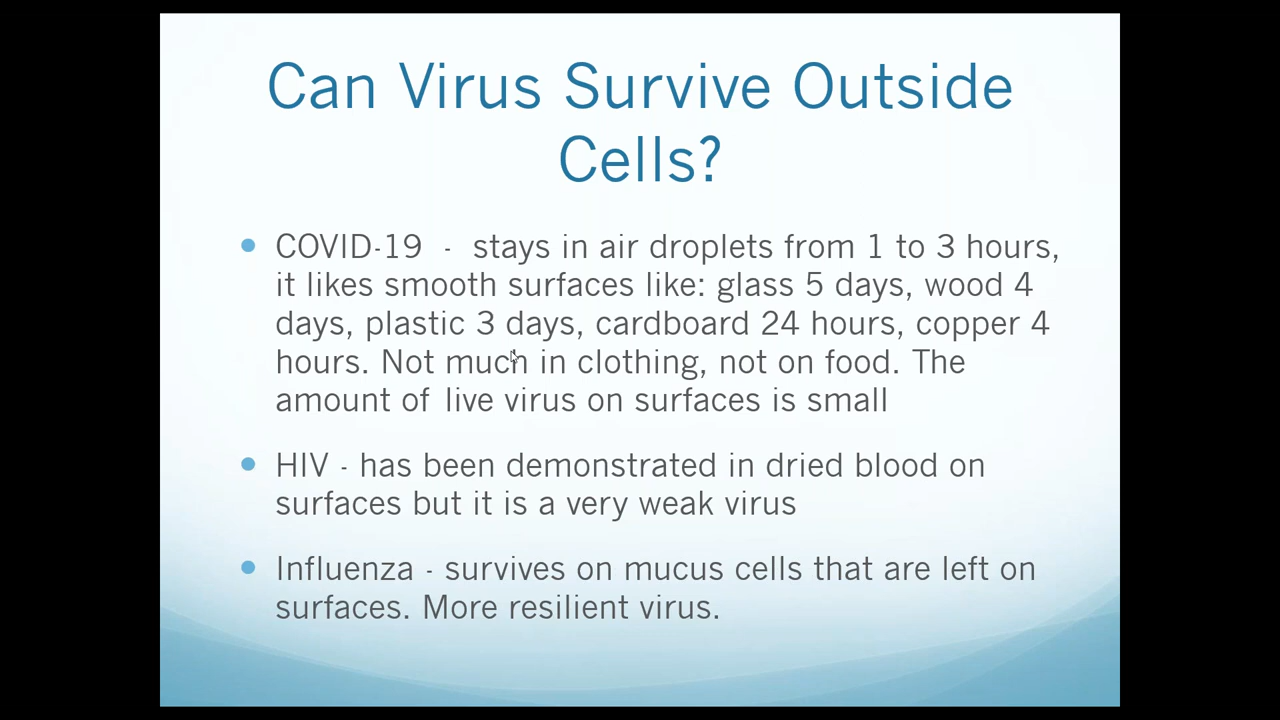 Can Virus Survive Outside
Cells?
• COVID-19 - stays in air droplets from 1 to 3 hours,
it likes smooth surfaces like: glass 5 days, wood 4
days, plastic 3 days, cardboard 24 hours, copper 4
hours. Not much in clothing, not on food. The
amount of live virus on surfaces is small
• HIV - has been demonstrated in dried blood on
surfaces but it is a very weak virus
• Influenza - survives on mucus cells that are left on
surfaces. More resilient virus.